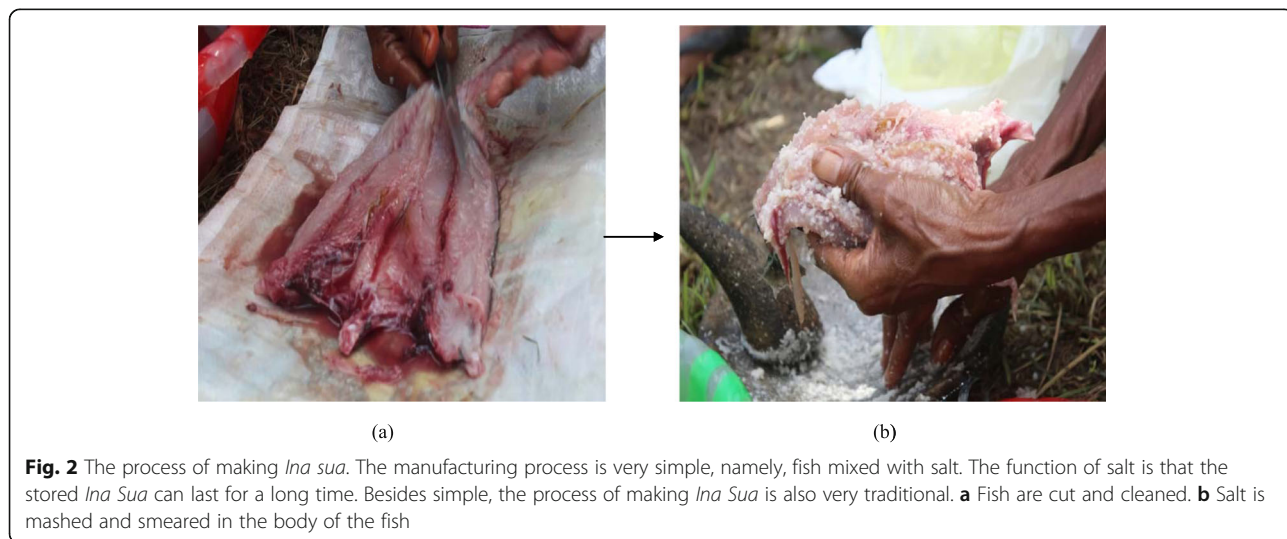 (a)
(b)
Fig. 2 The process of making Ina sua. The manufacturing process is very simple, namely, fish mixed with salt. The function of salt is that the
stored Ina Sua can last for a long time. Besides simple, the process of making Ina Sua is also very traditional. a Fish are cut and cleaned. b Salt is
mashed and smeared in the body of the fish